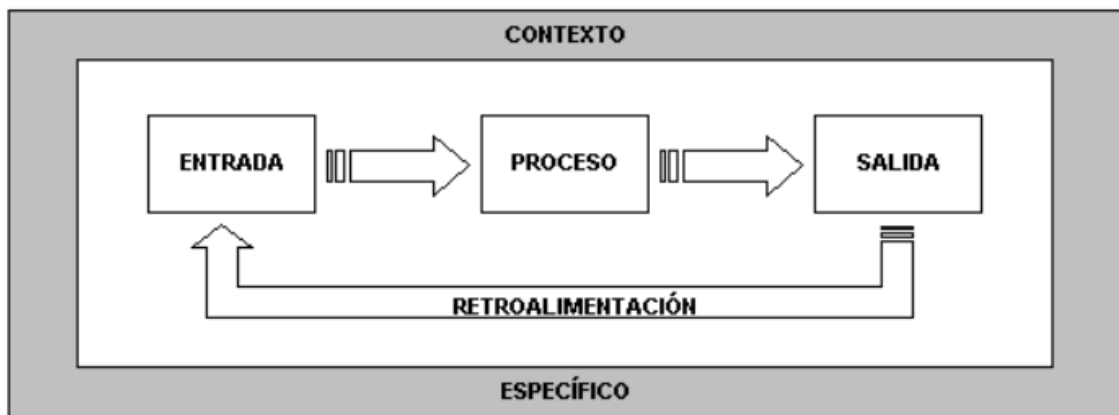 CONTEXTO
ENTRADA
PROCESO
SALIDA
RETROALIMENTACIÓN
ESPECÍFICO